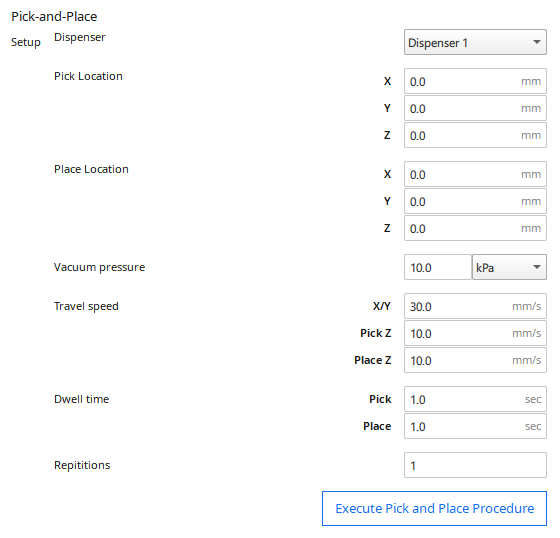 Pick-and-Place
Setup Dispenser Dispenser 1
Pick Location X 0.0 mm
Y 0.0 mm
Z 0.0 mm
Place Location X 0.0 mm
Y 0.0 mm
Z 0.0 mm
Vacuum pressure 10.0 kPa
Travel speed X/Y 30.0 mm/s
Pick Z 10.0 mm/s
Place Z 10.0 mm/s
Dwell time Pick 1.0 sec
Place 1.0 sec
Repititions 1
Execute Pick and Place Procedure